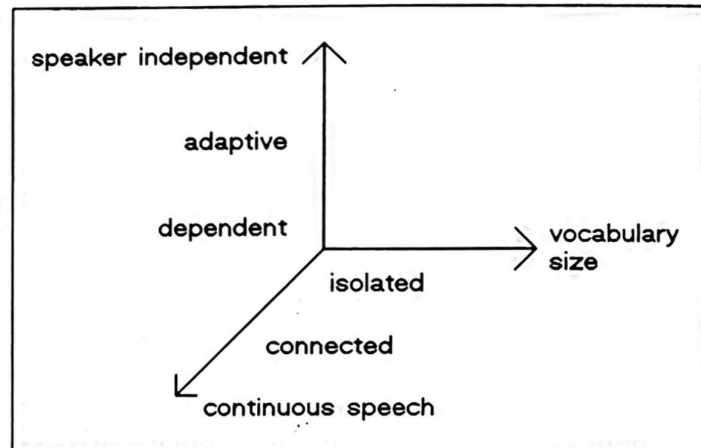 speaker independent
adaptive
dependent
vocabulary
size
isolated
connected
continuous speech